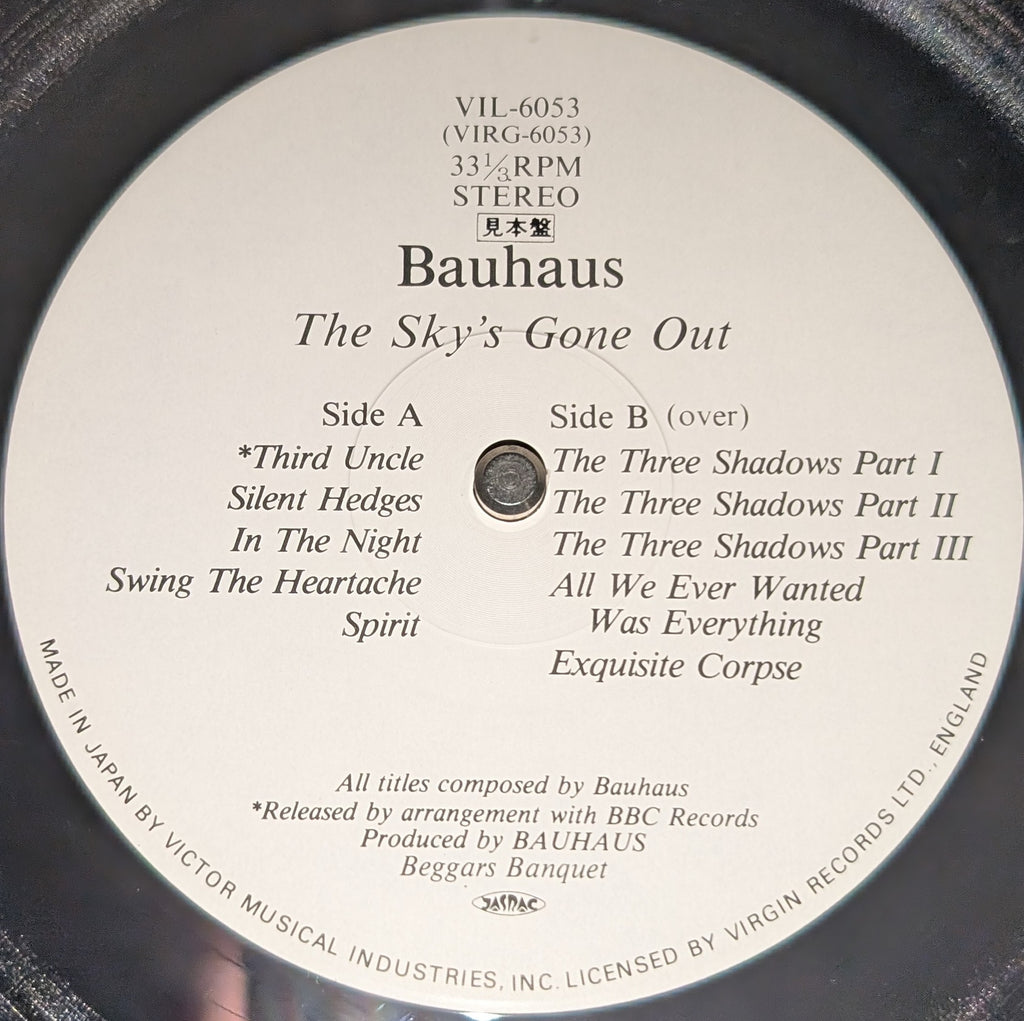 VIL-6053
(VIRG-6053)
33⅓RPM
STEREO
見本盤
Bauhaus
The Sky's Gone Out
Side A
*Third Uncle
Silent Hedges
In The Night
Swing The Heartache
Spirit
Side B (over)
The Three Shadows Part I
The Three Shadows Part II
The Three Shadows Part III
All We Ever Wanted
Was Everything
Exquisite Corpse
All titles composed by Bauhaus
*Released by arrangement with BBC Records
Produced by BAUHAUS
Beggars Banquet
JASRAC
MADE IN JAPAN BY VICTOR MUSICAL INDUSTRIES, INC. LICENSED BY VIRGIN RECORDS LTD., ENGLAND